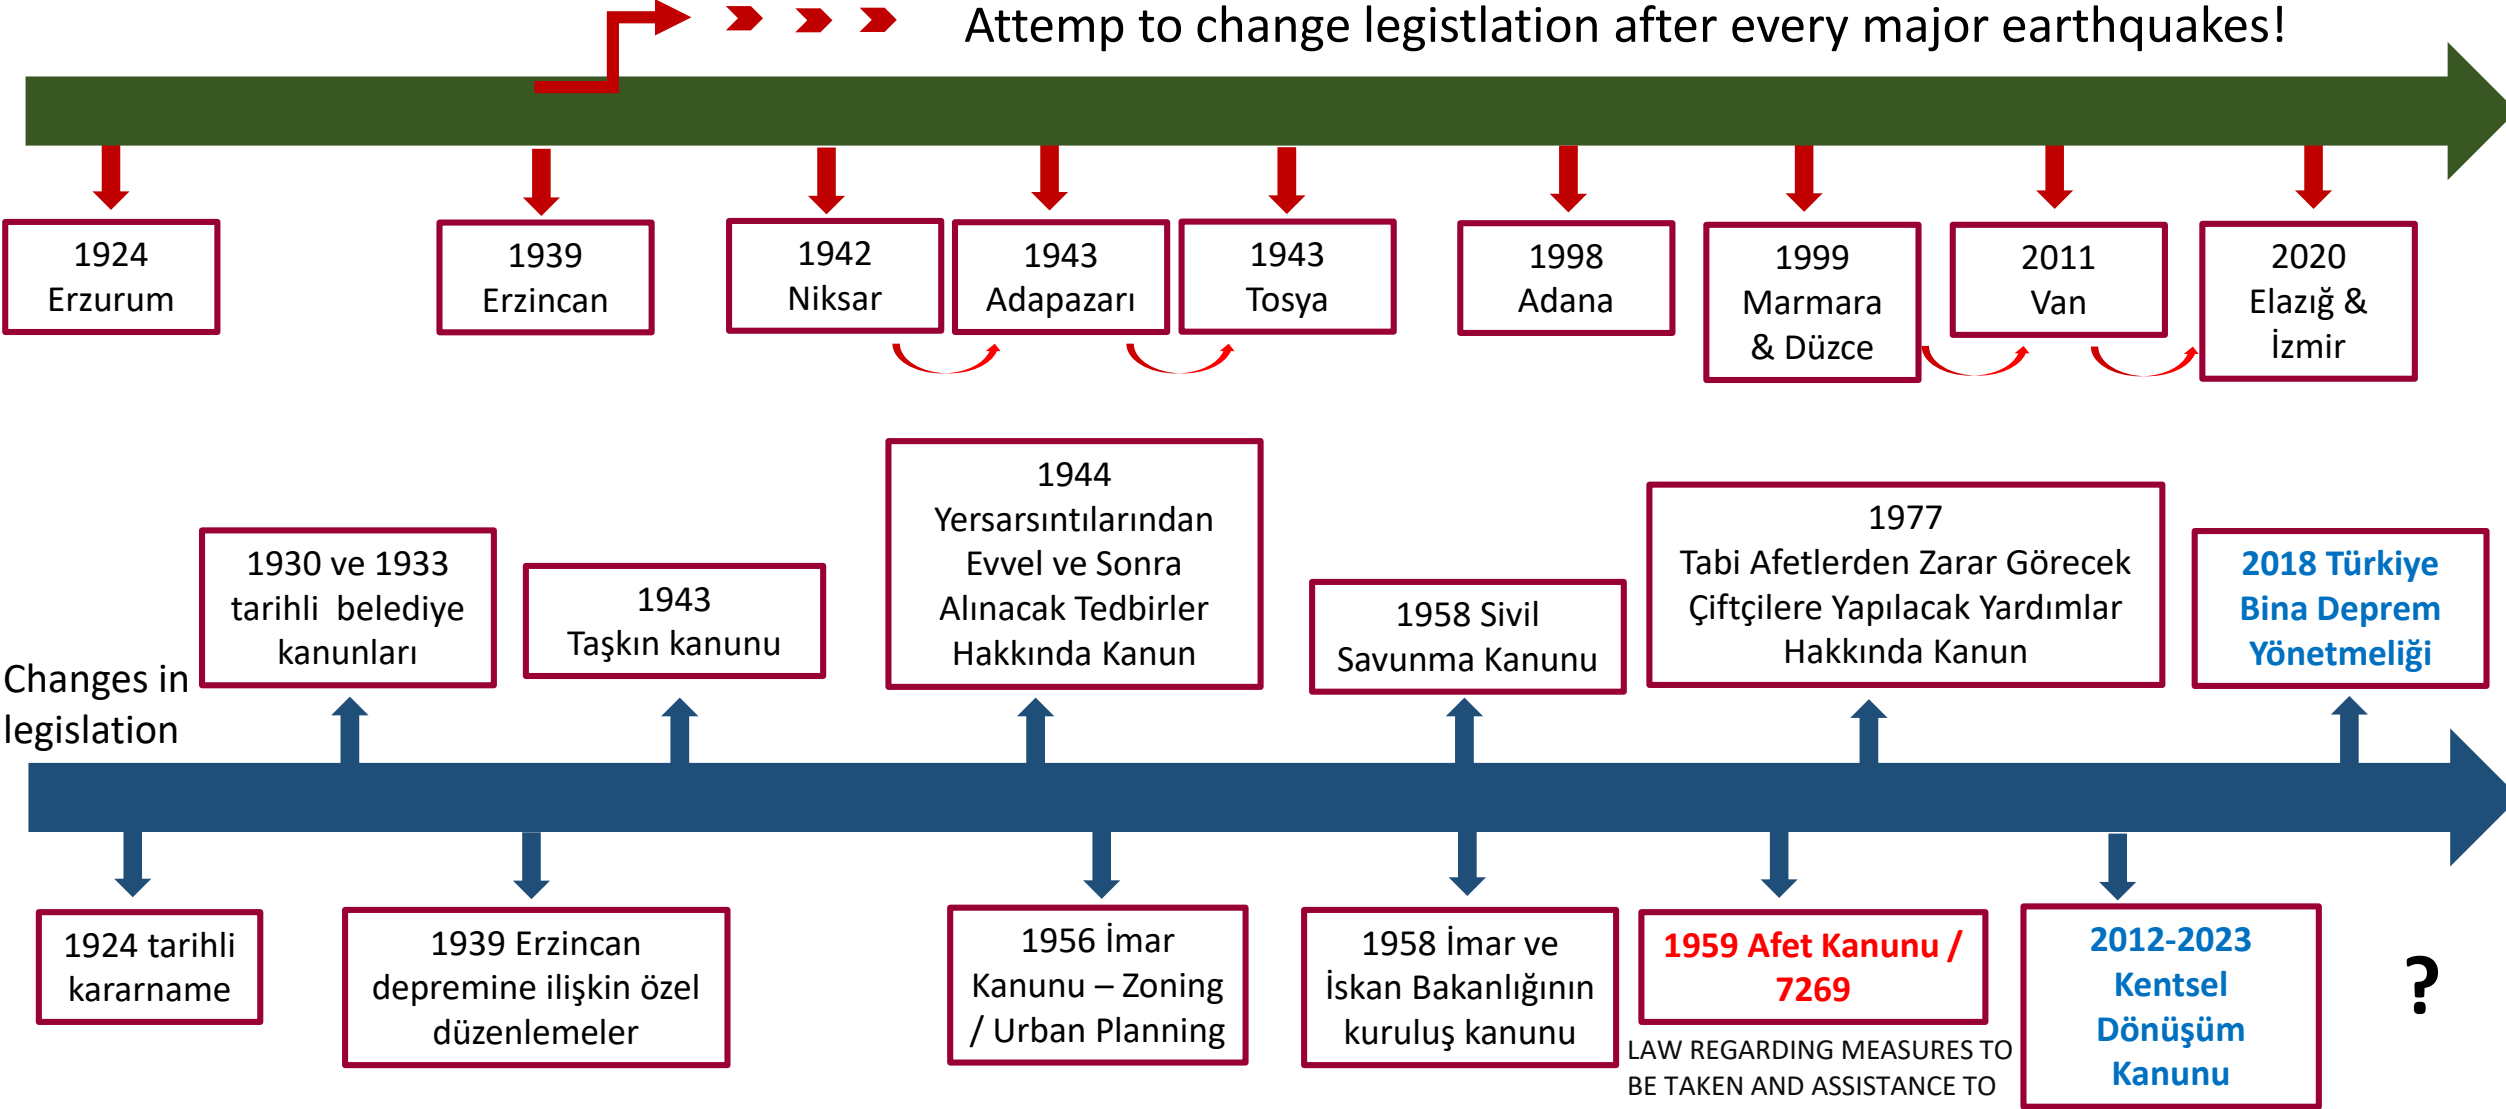 Attemp to change legistlation after every major earthquakes!
1924
Erzurum
1939
Erzincan
1942
Niksar
1943
Adapazarı
1943
Tosya
1998
Adana
1999
Marmara
& Düzce
2011
Van
2020
Elazığ &
İzmir
Changes in
legislation
1930 ve 1933
tarihli belediye
kanunları
1943
Taşkın kanunu
1944
Yersarsıntılarından
Evvel ve Sonra
Alınacak Tedbirler
Hakkında Kanun
1958 Sivil
Savunma Kanunu
1977
Tabi Afetlerden Zarar Görecek
Çiftçilere Yapılacak Yardımlar
Hakkında Kanun
2018 Türkiye
Bina Deprem
Yönetmeliği
1924 tarihli
kararname
1939 Erzincan
depremine ilişkin özel
düzenlemeler
1956 İmar
Kanunu – Zoning
/ Urban Planning
1958 İmar ve
İskan Bakanlığının
kuruluş kanunu
1959 Afet Kanunu /
7269
LAW REGARDING MEASURES TO
BE TAKEN AND ASSISTANCE TO
2012-2023
Kentsel
Dönüşüm
Kanunu
?